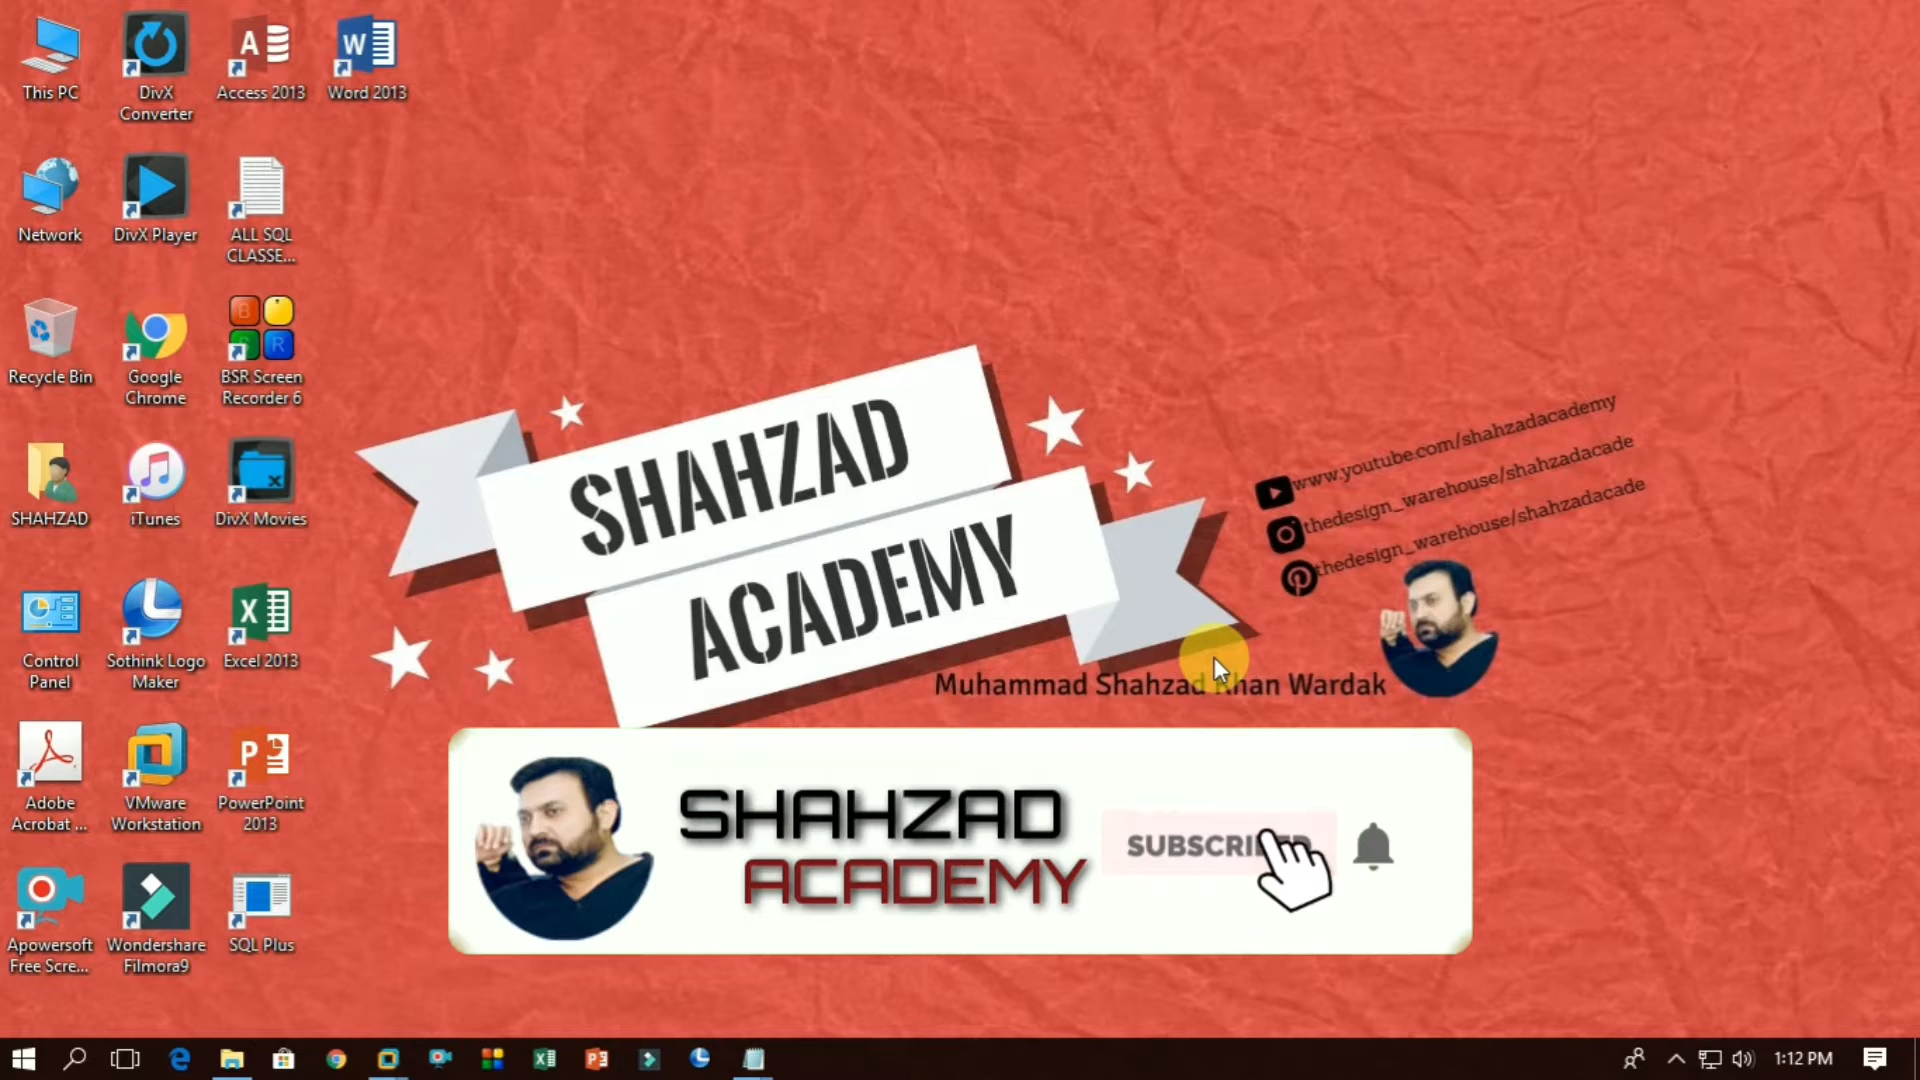 This PC
DivX
Converter
Access 2013
Word 2013
Network
DivX Player
ALL SQL
CLASSE...
Recycle Bin
Google
Chrome
BSR Screen
Recorder 6
SHAHZAD
iTunes
DivX Movies
Control
Panel
Sothink Logo
Maker
Excel 2013
Adobe
Acrobat ...
VMware
Workstation
PowerPoint
2013
Apowersoft
Free Scre...
Wondershare
Filmora9
SQL Plus
SHAHZAD
ACADEMY
www.youtube.com/shahzadacademy
thedesign_warehouse/shahzadacade
thedesign_warehouse/shahzadacade
Muhammad Shahzad Khan Wardak
SHAHZAD
ACADEMY
SUBSCRIBED
1:12 PM